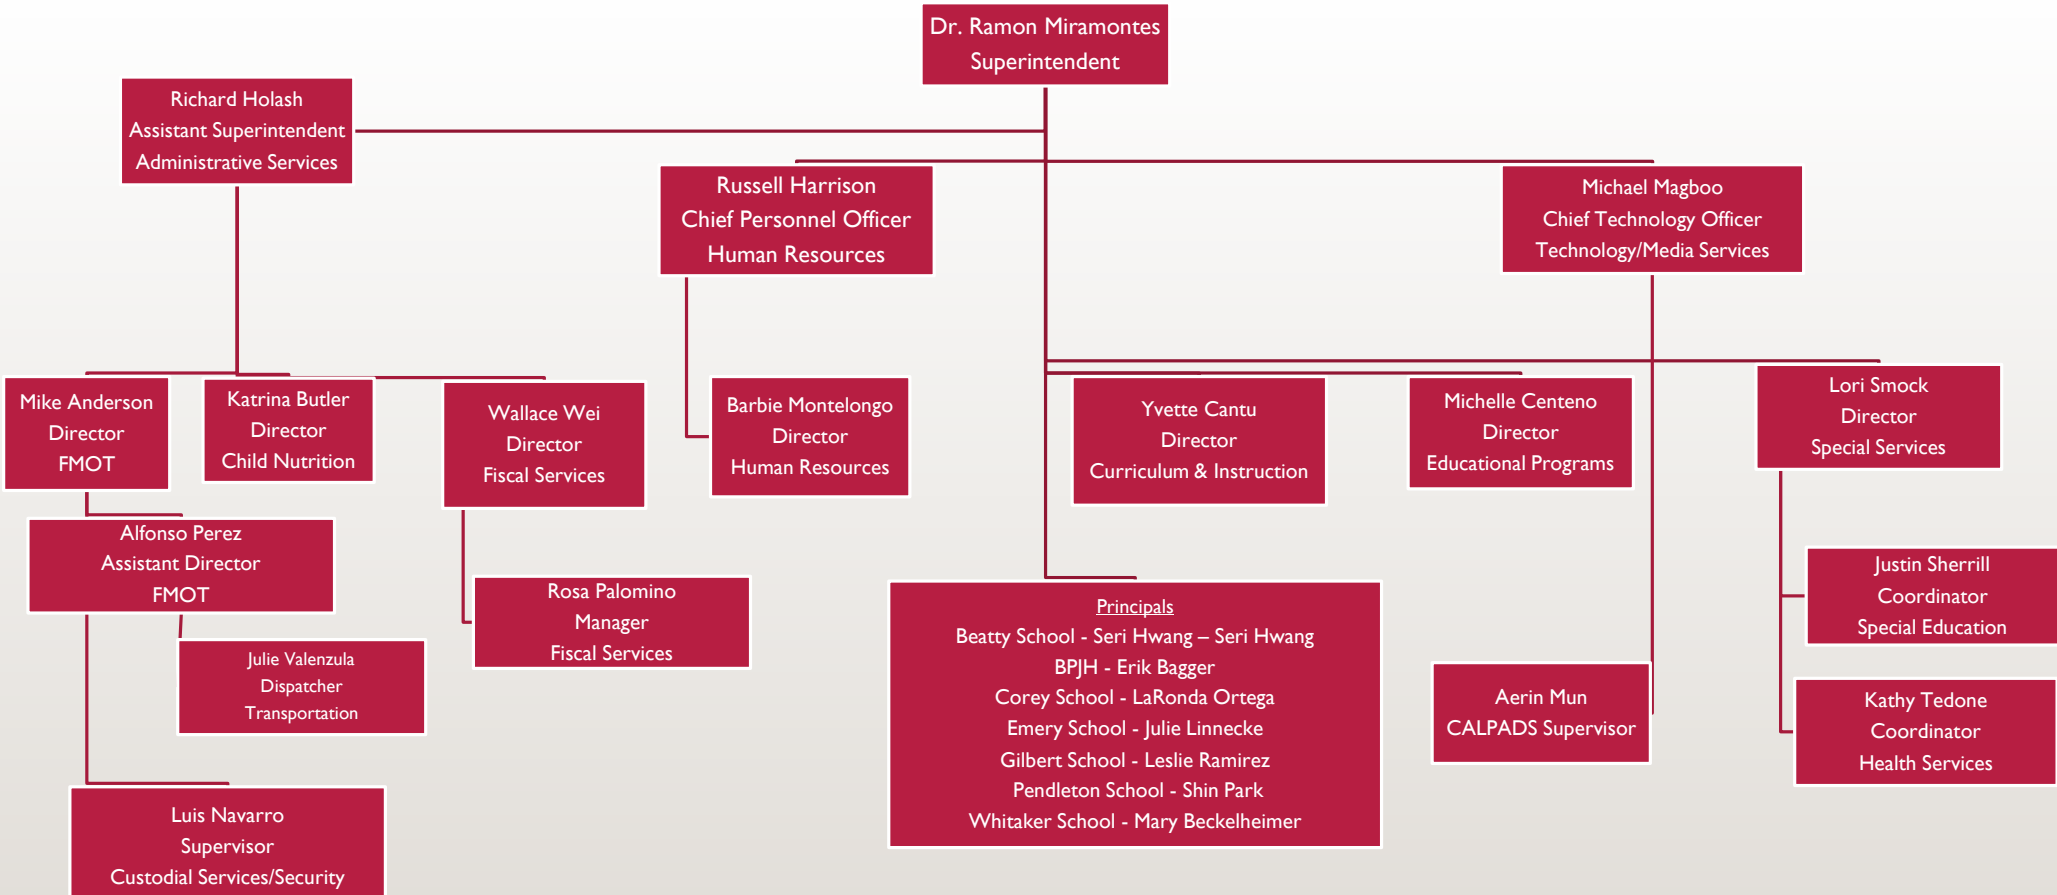 Dr. Ramon Miramontes
Superintendent
Richard Holash
Assistant Superintendent
Administrative Services
Russell Harrison
Chief Personnel Officer
Human Resources
Michael Magboo
Chief Technology Officer
Technology/Media Services
Mike Anderson
Director
FMOT
Katrina Butler
Director
Child Nutrition
Wallace Wei
Director
Fiscal Services
Barbie Montelongo
Director
Human Resources
Yvette Cantu
Director
Curriculum & Instruction
Michelle Centeno
Director
Educational Programs
Lori Smock
Director
Special Services
Alfonso Perez
Assistant Director
FMOT
Rosa Palomino
Manager
Fiscal Services
Principals
Beatty School - Seri Hwang – Seri Hwang
BPJH - Erik Bagger
Corey School - LaRonda Ortega
Emery School - Julie Linnecke
Gilbert School - Leslie Ramirez
Pendleton School - Shin Park
Whitaker School - Mary Beckelheimer
Justin Sherrill
Coordinator
Special Education
Julie Valenzula
Dispatcher
Transportation
Aerin Mun
CALPADS Supervisor
Kathy Tedone
Coordinator
Health Services
Luis Navarro
Supervisor
Custodial Services/Security